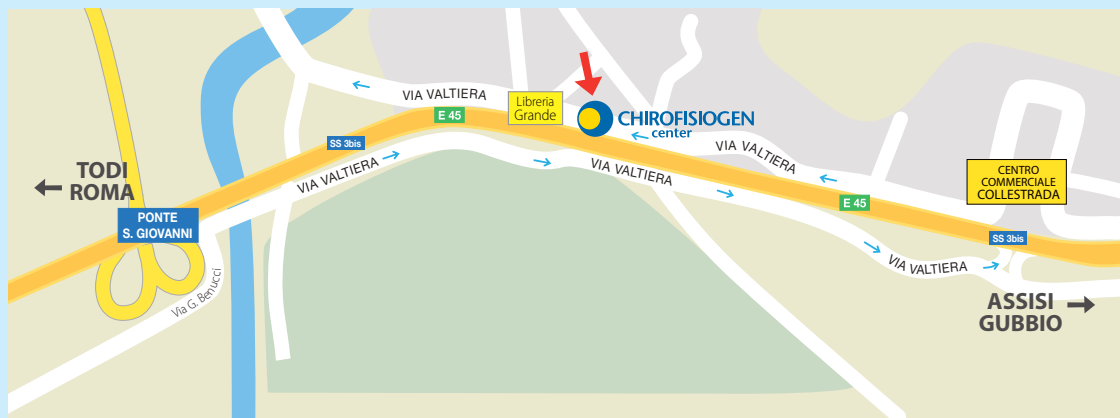 VIA VALTIERA
E 45
Libreria
Grande
CHIROFISIOGEN
center
SS 3bis
VIA VALTIERA
VIA VALTIERA
VIA VALTIERA
TODI
ROMA
CENTRO
COMMERCIALE
COLLESTRADA
E 45
PONTE
S. GIOVANNI
SS 3bis
VIA VALTIERA
Via G. Benucci
ASSISI
GUBBIO